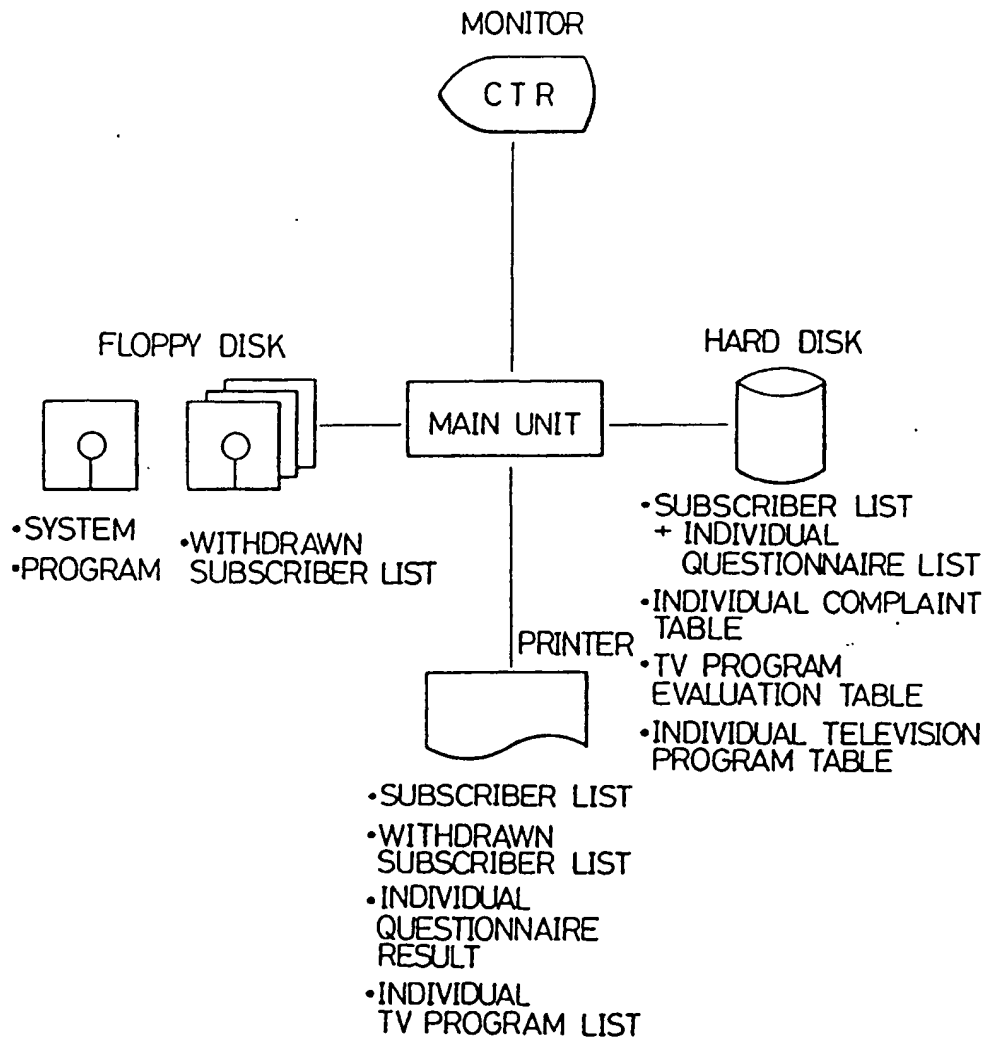 MONITOR
CTR
FLOPPY DISK
HARD DISK
MAIN UNIT
•SYSTEM
•PROGRAM
•WITHDRAWN
SUBSCRIBER LIST
•SUBSCRIBER LIST
+ INDIVIDUAL
QUESTIONNAIRE LIST
•INDIVIDUAL COMPLAINT
TABLE
•TV PROGRAM
EVALUATION TABLE
•INDIVIDUAL TELEVISION
PROGRAM TABLE
PRINTER
•SUBSCRIBER LIST
•WITHDRAWN
SUBSCRIBER LIST
•INDIVIDUAL
QUESTIONNAIRE
RESULT
•INDIVIDUAL
TV PROGRAM LIST